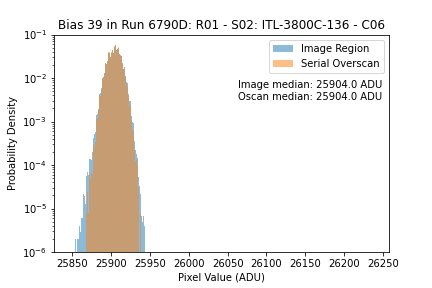 Bias 39 in Run 6790D: R01 - S02: ITL-3800C-136 - C06
Image Region
Serial Overscan
Image median: 25904.0 ADU
Oscan median: 25904.0 ADU
Probability Density
10⁻¹
10⁻²
10⁻³
10⁻⁴
10⁻⁵
10⁻⁶
25850 25900 25950 26000 26050 26100 26150 26200 26250
Pixel Value (ADU)